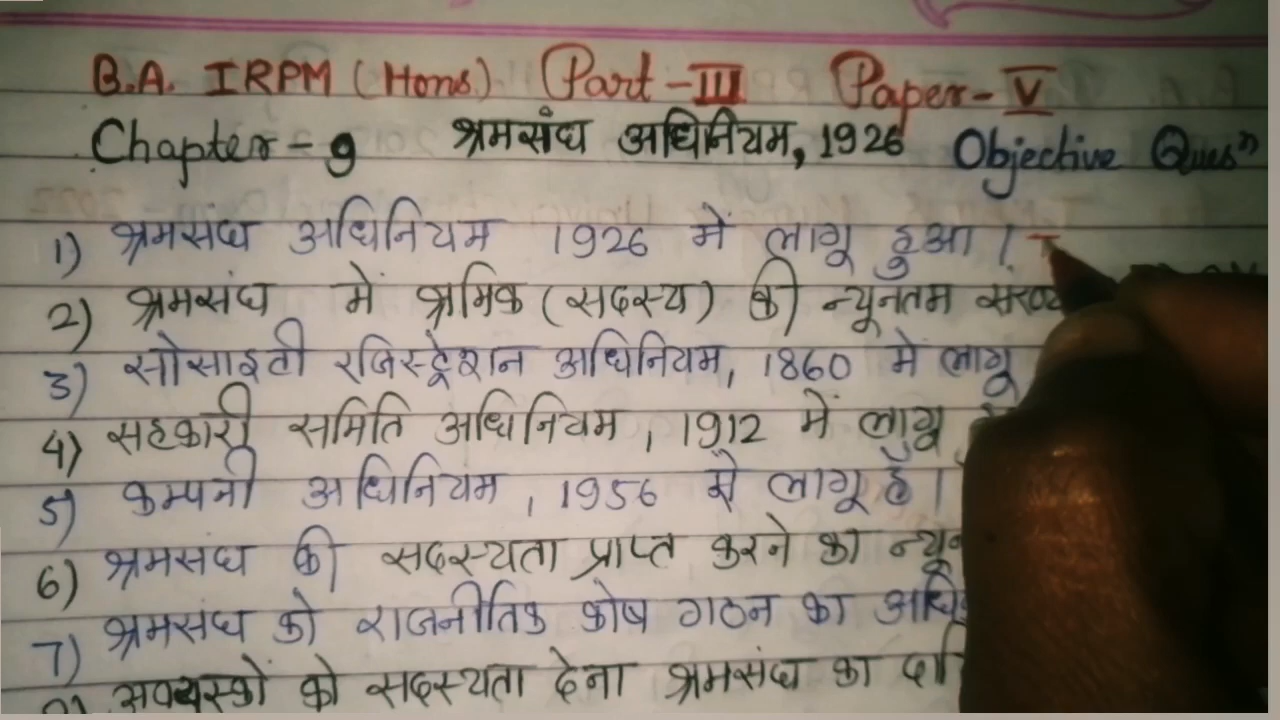 B.A. IRPM (Hons.) Part-III Paper-V
Chapter-9 श्रमसंघ अधिनियम, 1926 Objective Quesⁿ
1) श्रमसंघ अधिनियम 1926 में लागू हुआ।
2) श्रमसंघ में श्रमिक (सदस्य) की न्यूनतम
3) सोसाइटी रजिस्ट्रेशन अधिनियम, 1860 में लागू
4) सहकारी समिति अधिनियम, 1912 में लागू
5) कम्पनी अधिनियम, 1956 से लागू है।
6) श्रमसंघ की सदस्यता प्राप्त करने का
7) श्रमसंघ को राजनीतिक कोष गठन का
को सदस्यता देना श्रमसंघ का